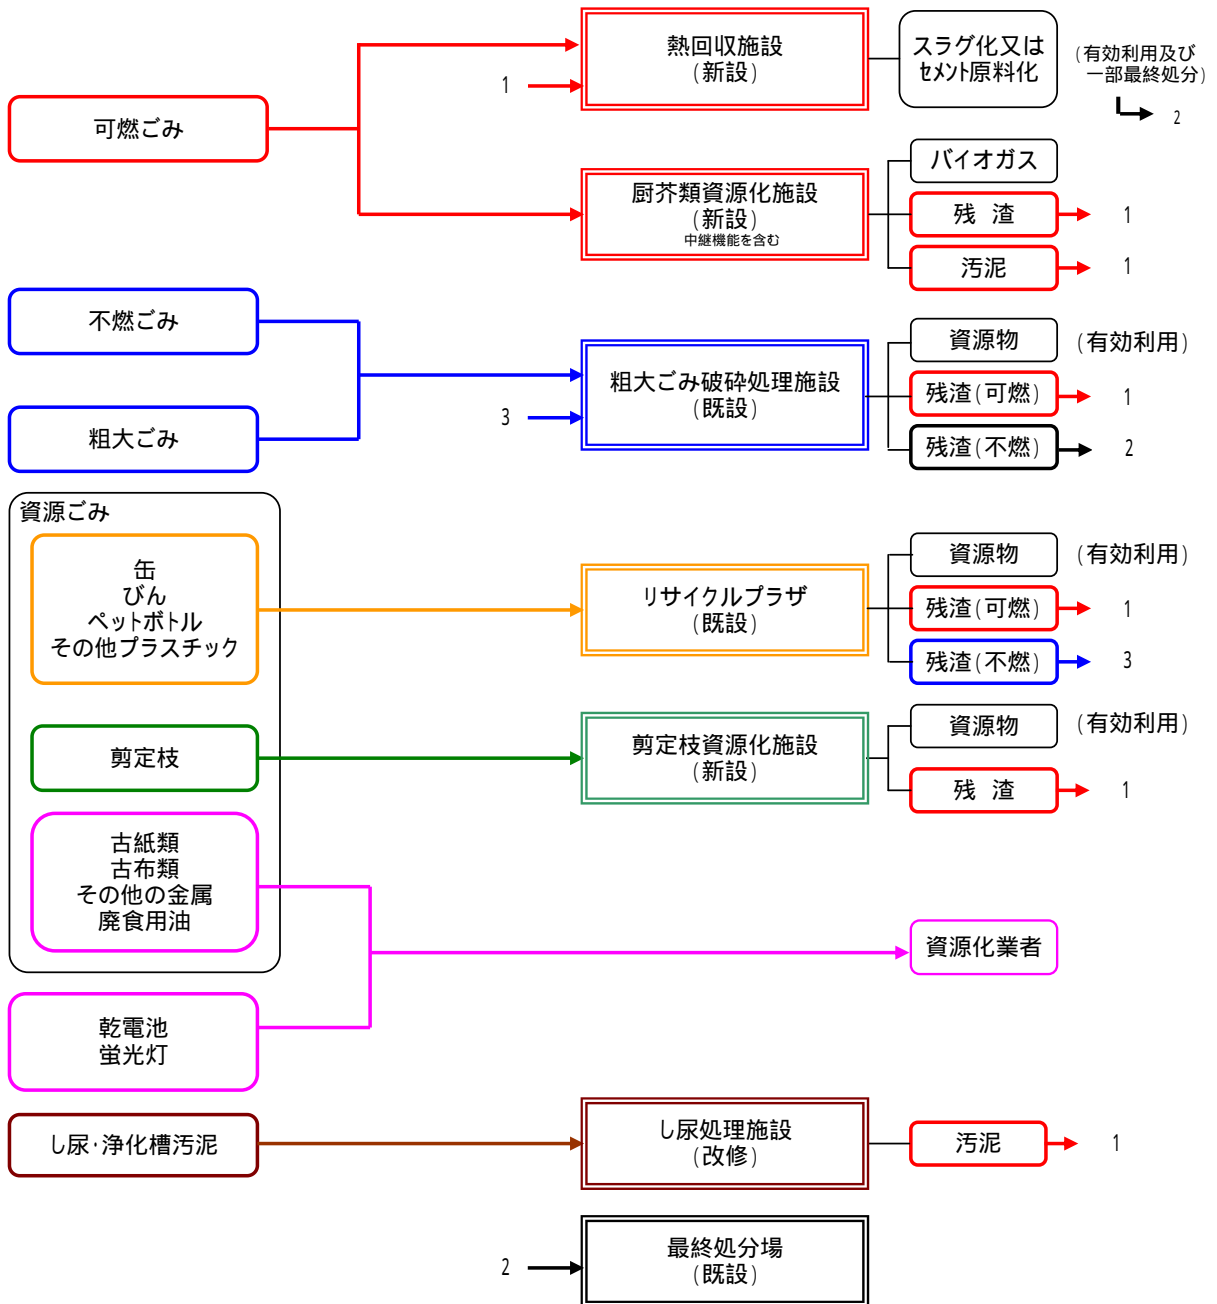 可燃ごみ
1
熱回収施設
(新設)
スラグ化又は
セメント原料化
(有効利用及び
一部最終処分)
2
厨芥類資源化施設
(新設)
中継機能を含む
バイオガス
残 渣
1
汚泥
1
不燃ごみ
粗大ごみ
3
粗大ごみ破砕処理施設
(既設)
資源物
(有効利用)
残渣(可燃)
1
残渣(不燃)
2
資源ごみ
缶
びん
ペットボトル
その他プラスチック
リサイクルプラザ
(既設)
資源物
(有効利用)
残渣(可燃)
1
残渣(不燃)
3
剪定枝
剪定枝資源化施設
(新設)
資源物
(有効利用)
残 渣
1
古紙類
古布類
その他の金属
廃食用油
資源化業者
乾電池
蛍光灯
し尿・浄化槽汚泥
し尿処理施設
(改修)
汚泥
1
2
最終処分場
(既設)